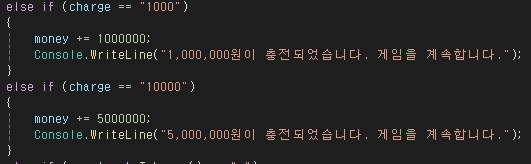 else if (charge == "1000")
{
money += 1000000;
Console.WriteLine("1,000,000원이 충전되었습니다. 게임을 계속합니다.");
}
else if (charge == "10000")
{
money += 5000000;
Console.WriteLine("5,000,000원이 충전되었습니다. 게임을 계속합니다.");
}